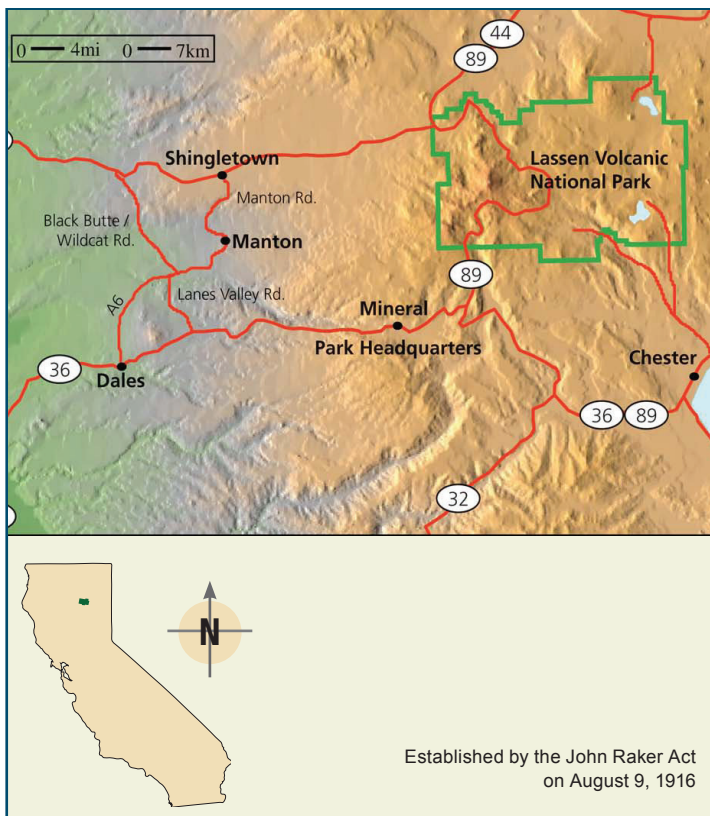 44
89
0 4mi 0 7km
Shingletown
Lassen Volcanic
National Park
Manton Rd.
Black Butte /
Wildcat Rd.
Manton
89
A6
Lanes Valley Rd.
Mineral
Park Headquarters
Chester
36
Dales
36 89
32
N
Established by the John Raker Act
on August 9, 1916